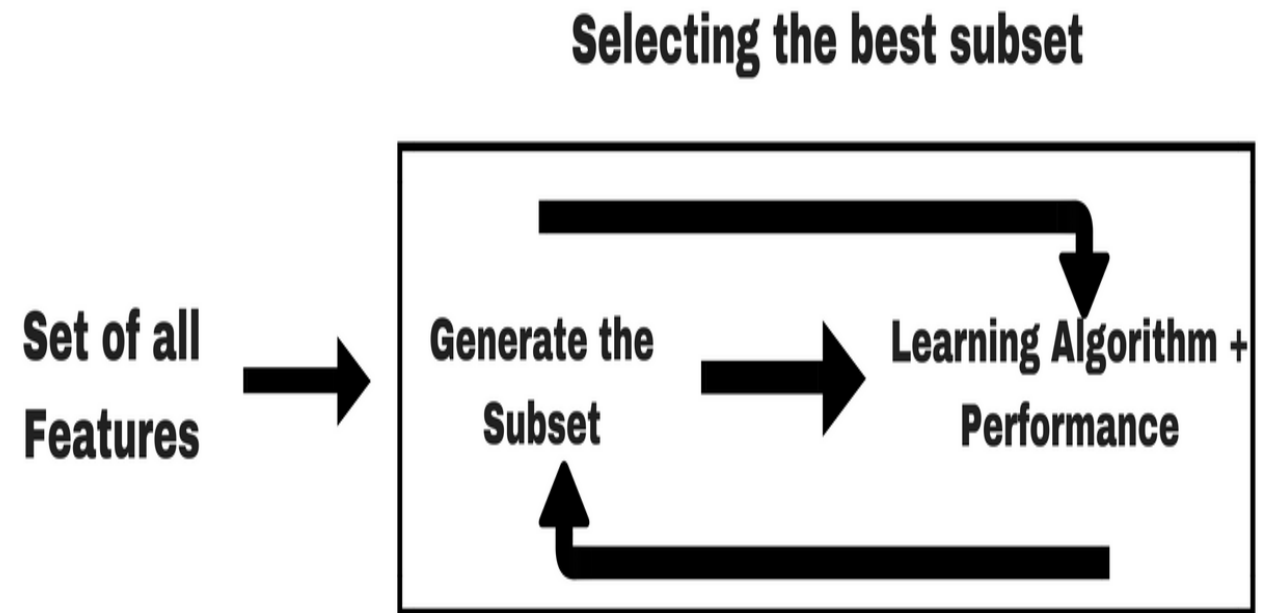 Selecting the best subset
Set of all
Features
Generate the
Subset
Learning Algorithm +
Performance